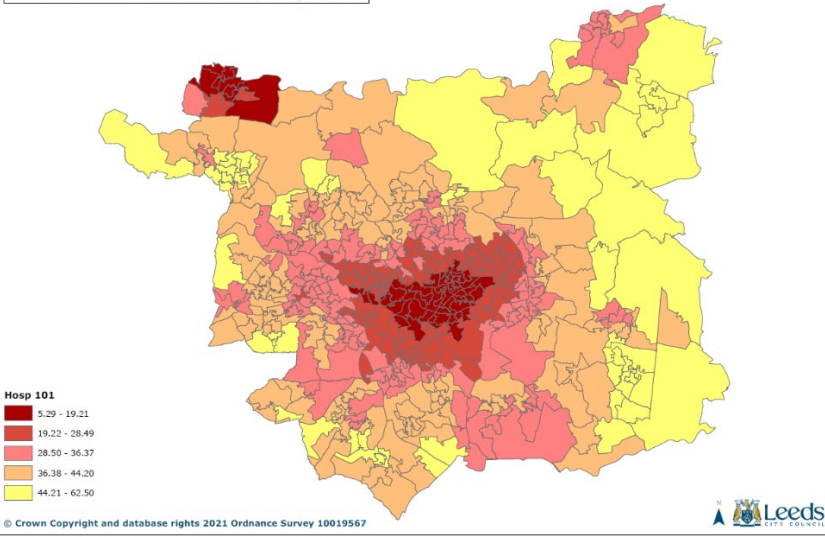 Hosp 101
5.29 - 19.21
19.22 - 28.49
28.50 - 36.37
36.38 - 44.20
44.21 - 62.50
© Crown Copyright and database rights 2021 Ordnance Survey 10019567
N
Leeds
CITY COUNCIL